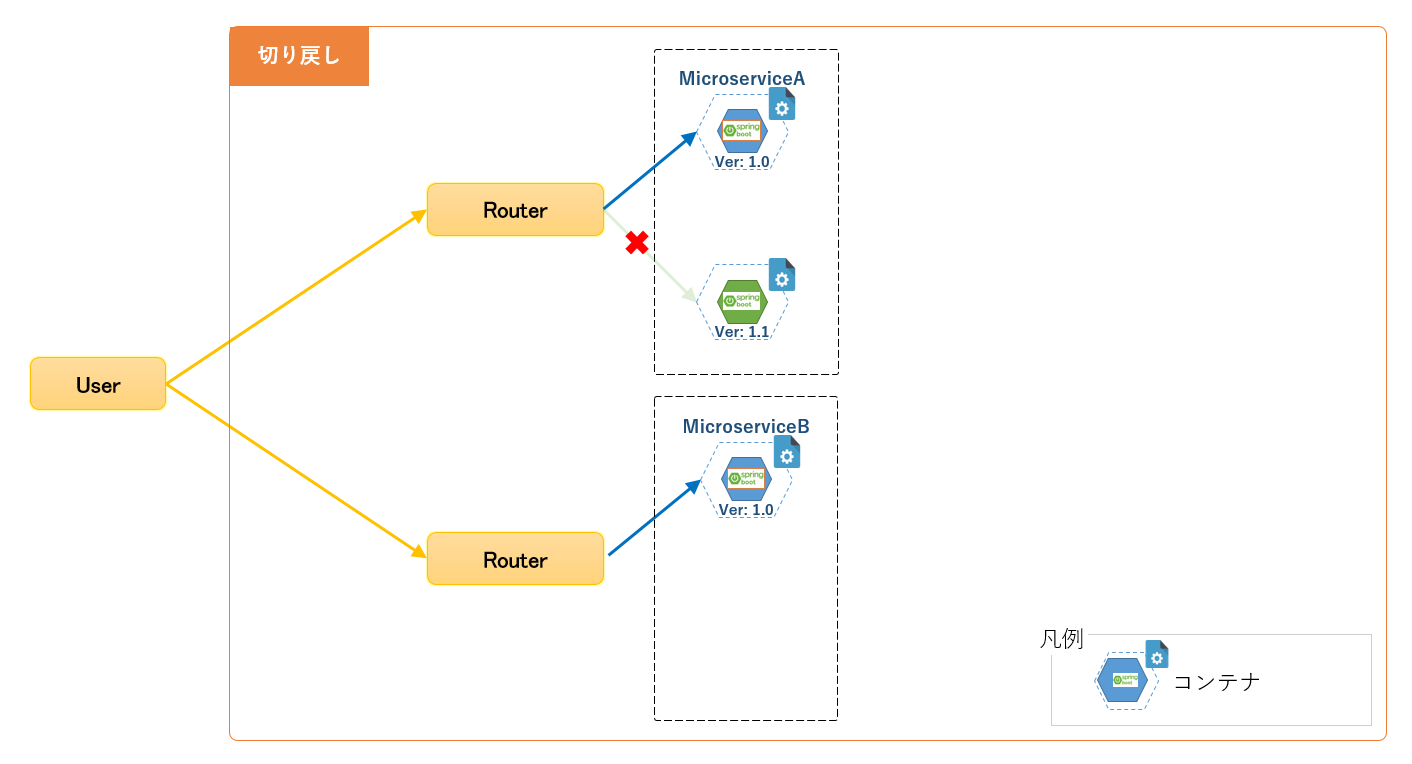 切り戻し
MicroserviceA
spring
boot
Ver: 1.0
Router
spring
boot
Ver: 1.1
User
MicroserviceB
spring
boot
Ver: 1.0
Router
凡例
spring
boot
コンテナ